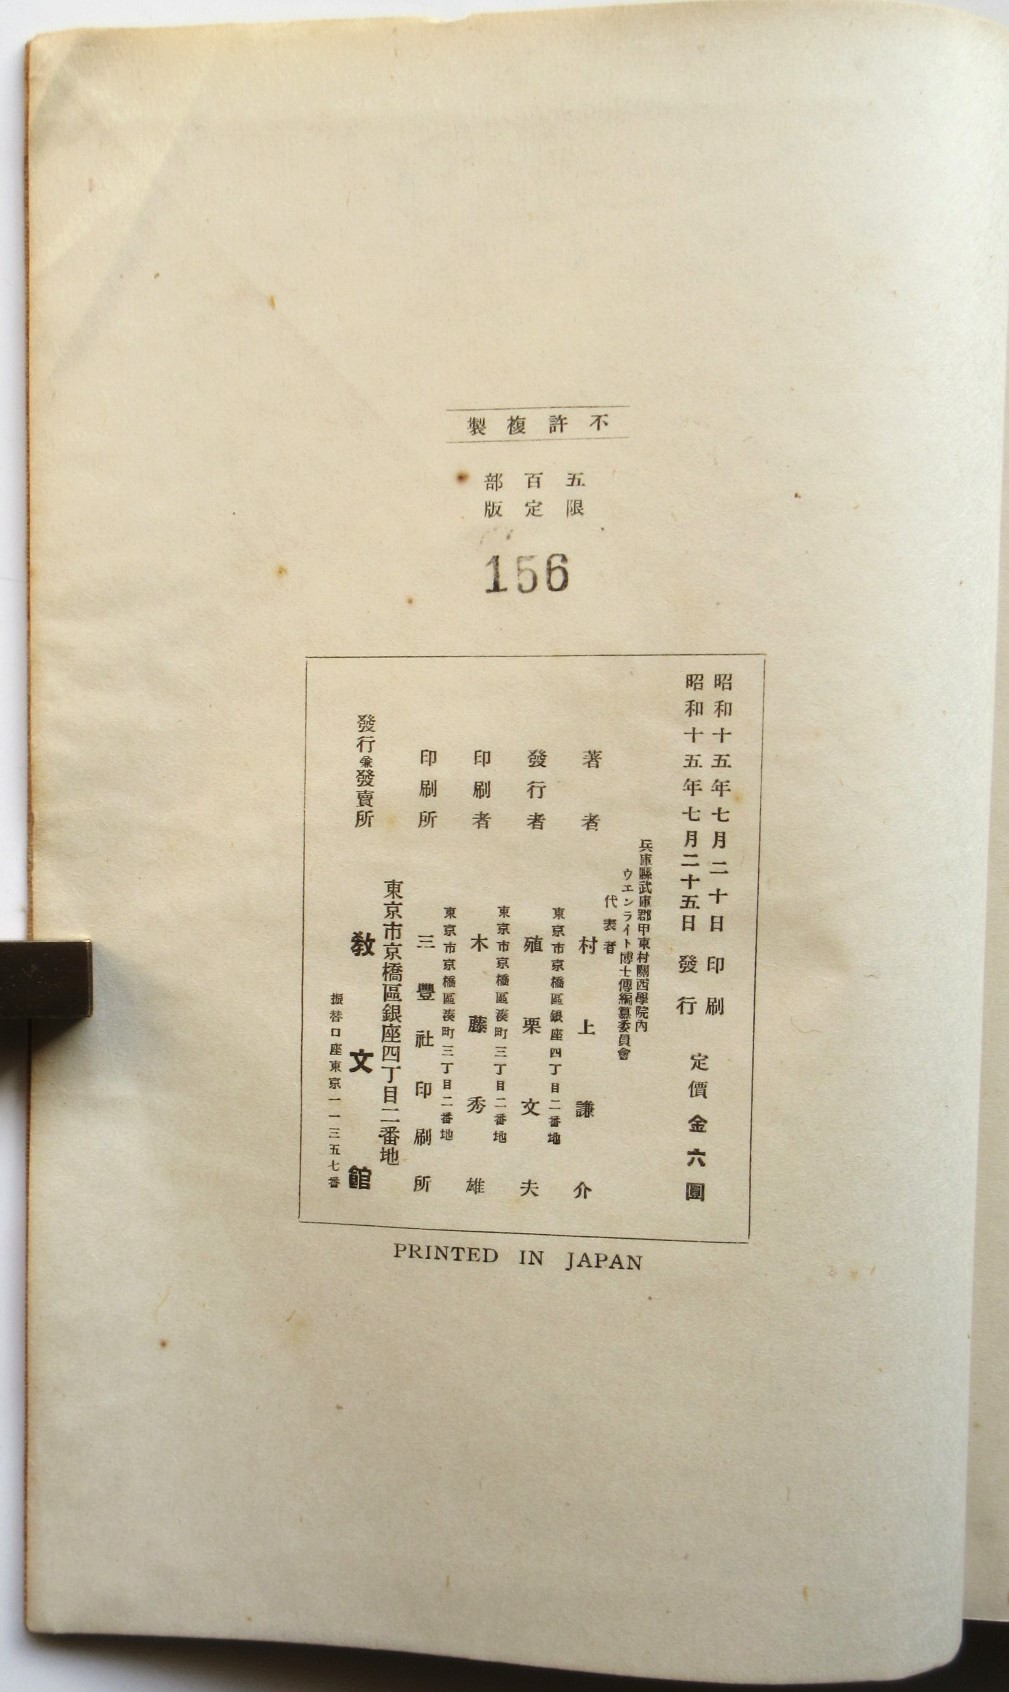 不許複製
五百部
限定版
156
昭和十五年七月二十日印刷
昭和十五年七月二十五日發行
定價金六圓
兵庫縣武庫郡甲東村關西學院內
ウエンライト博士傳編纂委員會
代表者
著者 村上謙介
東京市京橋區銀座四丁目二番地
發行者 殖栗文夫
東京市京橋區湊町三丁目二番地
印刷者 木藤秀雄
東京市京橋區湊町三丁目二番地
印刷所 三豐社印刷所
東京市京橋區銀座四丁目二番地
發行兼發賣所 敎文館
振替口座東京一一三五七番
PRINTED IN JAPAN